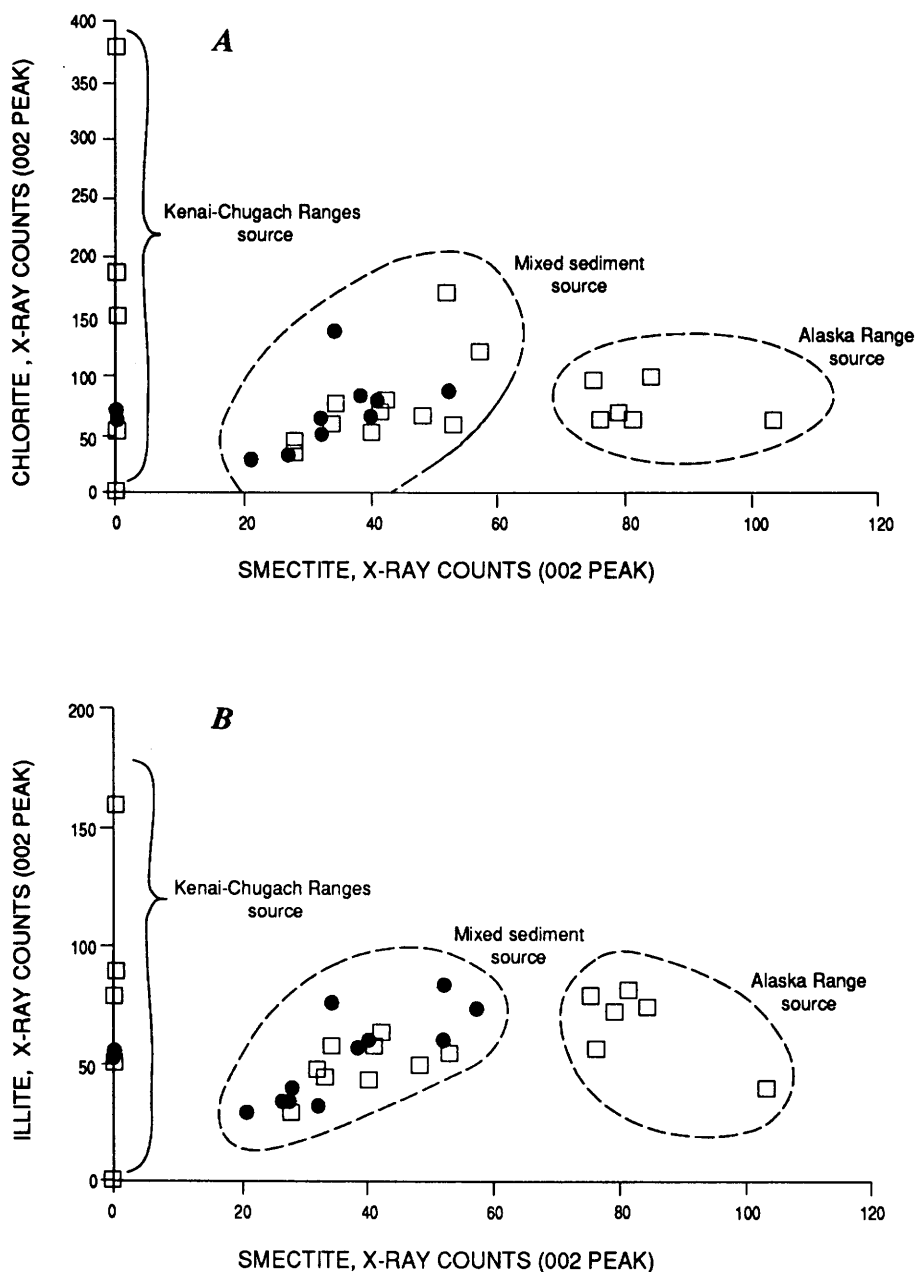 A
CHLORITE, X-RAY COUNTS (002 PEAK)
400
350
300
250
200
150
100
50
0
Kenai-Chugach Ranges
source
Mixed sediment
source
Alaska Range
source
0 20 40 60 80 100 120
SMECTITE, X-RAY COUNTS (002 PEAK)
B
ILLITE, X-RAY COUNTS (002 PEAK)
200
150
100
50
0
Kenai-Chugach Ranges
source
Mixed sediment
source
Alaska Range
source
0 20 40 60 80 100 120
SMECTITE, X-RAY COUNTS (002 PEAK)